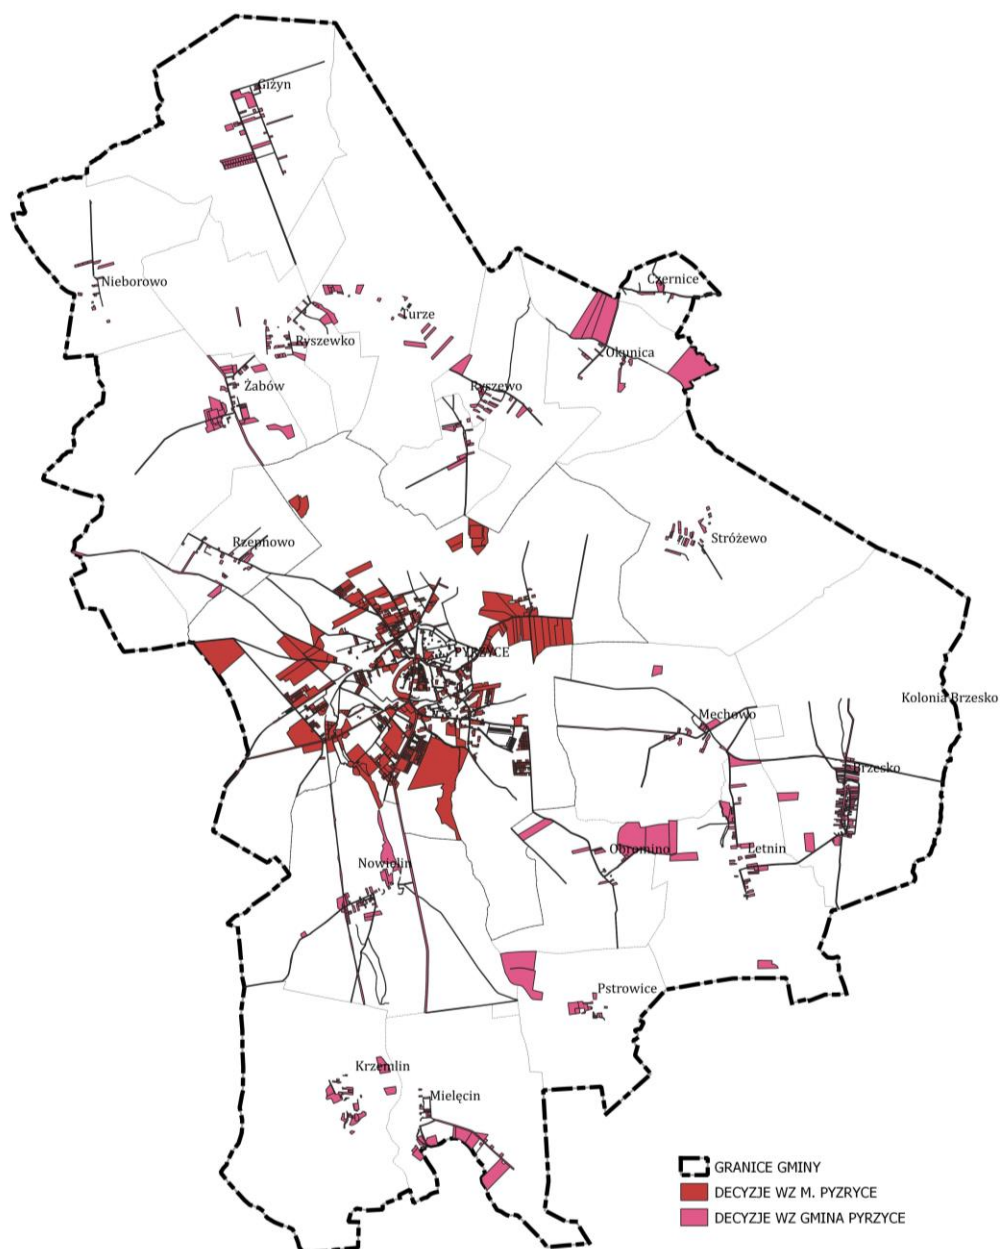 Giżyn
Czernice
Nieborowo
Turze
Ryszewko
Okunica
Żabów
Ryszewo
Stróżewo
Rzepnowo
PYRZYCE
Kolonia Brzesko
Mechowo
Brzesko
Obromino
Letnin
Nowielin
Pstrowice
Krzemlin
Mielęcin
GRANICE GMINY
DECYZJE WZ M. PYZRYCE
DECYZJE WZ GMINA PYRZYCE